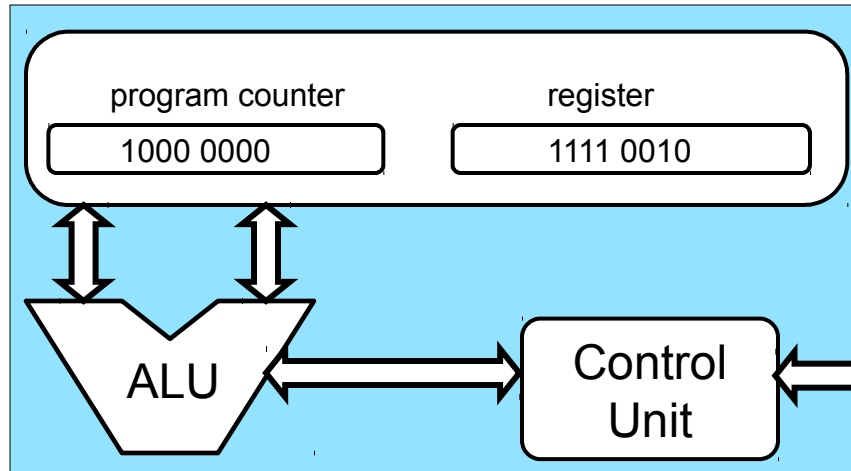 program counter
register
1000 0000
1111 0010
ALU
Control
Unit